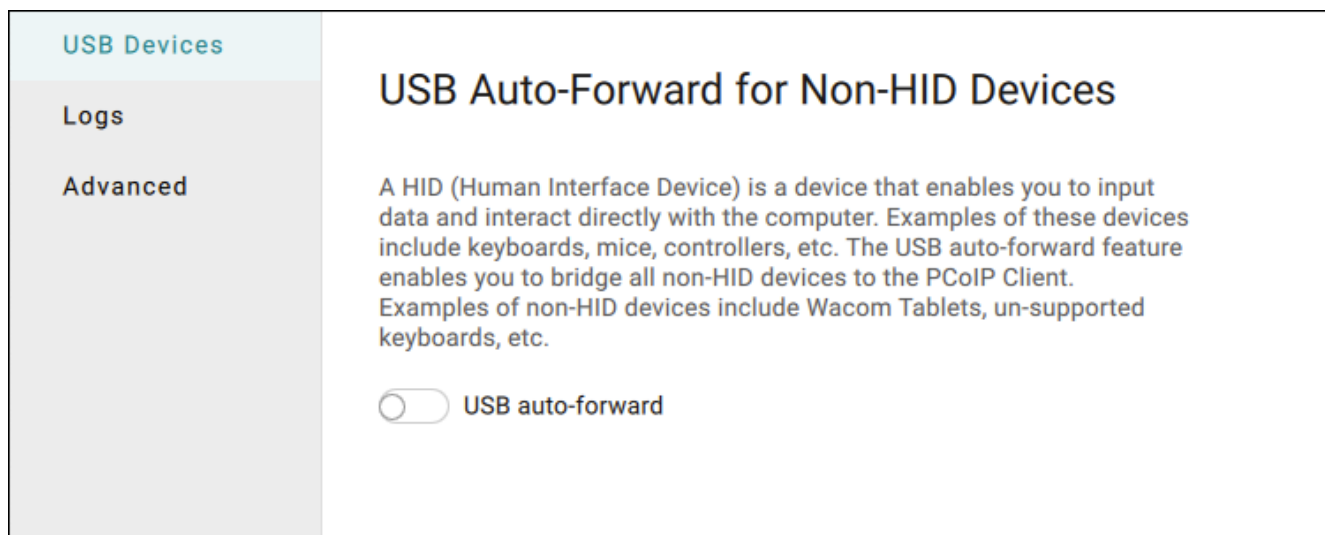 USB Devices
Logs
Advanced
USB Auto-Forward for Non-HID Devices
A HID (Human Interface Device) is a device that enables you to input
data and interact directly with the computer. Examples of these devices
include keyboards, mice, controllers, etc. The USB auto-forward feature
enables you to bridge all non-HID devices to the PCoIP Client.
Examples of non-HID devices include Wacom Tablets, un-supported
keyboards, etc.
USB auto-forward